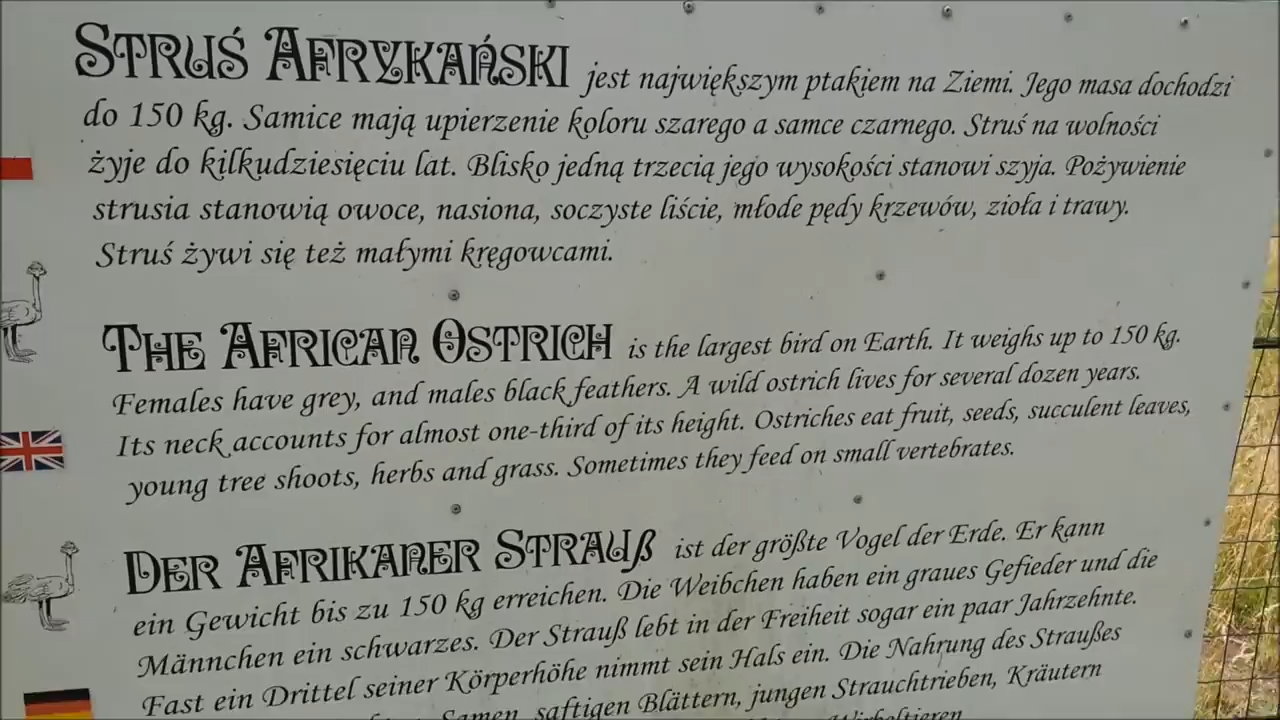 STRUŚ AFRYKAŃSKI jest największym ptakiem na Ziemi. Jego masa dochodzi
do 150 kg. Samice mają upierzenie koloru szarego a samce czarnego. Struś na wolności
żyje do kilkudziesięciu lat. Blisko jedną trzecią jego wysokości stanowi szyja. Pożywienie
strusia stanowią owoce, nasiona, soczyste liście, młode pędy krzewów, zioła i trawy.
Struś żywi się też małymi kręgowcami.
THE AFRICAN OSTRICH is the largest bird on Earth. It weighs up to 150 kg.
Females have grey, and males black feathers. A wild ostrich lives for several dozen years.
Its neck accounts for almost one-third of its height. Ostriches eat fruit, seeds, succulent leaves,
young tree shoots, herbs and grass. Sometimes they feed on small vertebrates.
DER AFRIKANER STRAUß ist der größte Vogel der Erde. Er kann
ein Gewicht bis zu 150 kg erreichen. Die Weibchen haben ein graues Gefieder und die
Männchen ein schwarzes. Der Strauß lebt in der Freiheit sogar ein paar Jahrzehnte.
Fast ein Drittel seiner Körperhöhe nimmt sein Hals ein. Die Nahrung des Straußes
Samen, saftigen Blättern, jungen Strauchtrieben, Kräutern